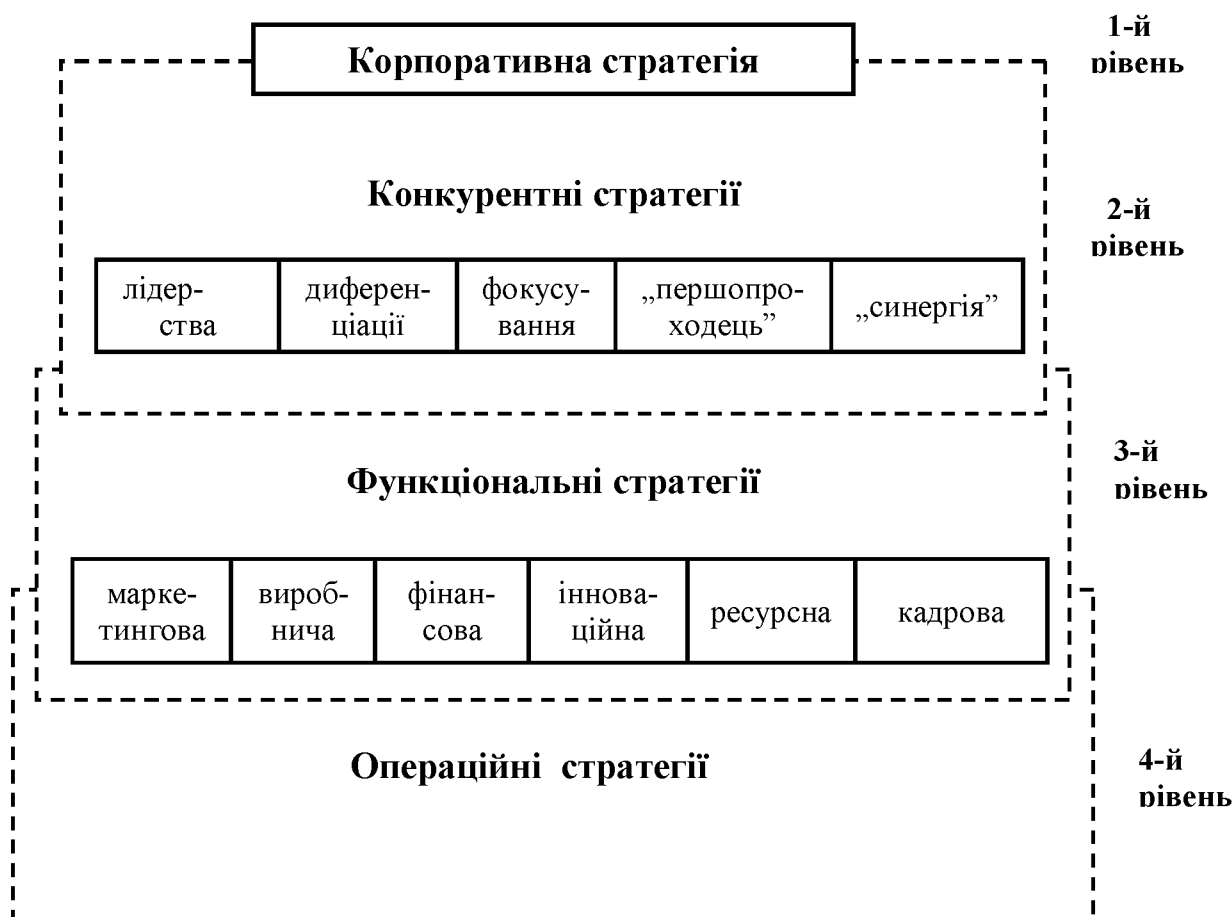 1-й
рівень
Корпоративна стратегія
Конкурентні стратегії
2-й
рівень
лідер-
ства
диферен-
ціації
фокусу-
вання
„першопро-
ходець”
„синергія”
3-й
рівень
Функціональні стратегії
марке-
тингова
вироб-
нича
фінан-
сова
іннова-
ційна
ресурсна
кадрова
Операційні стратегії
4-й
рівень